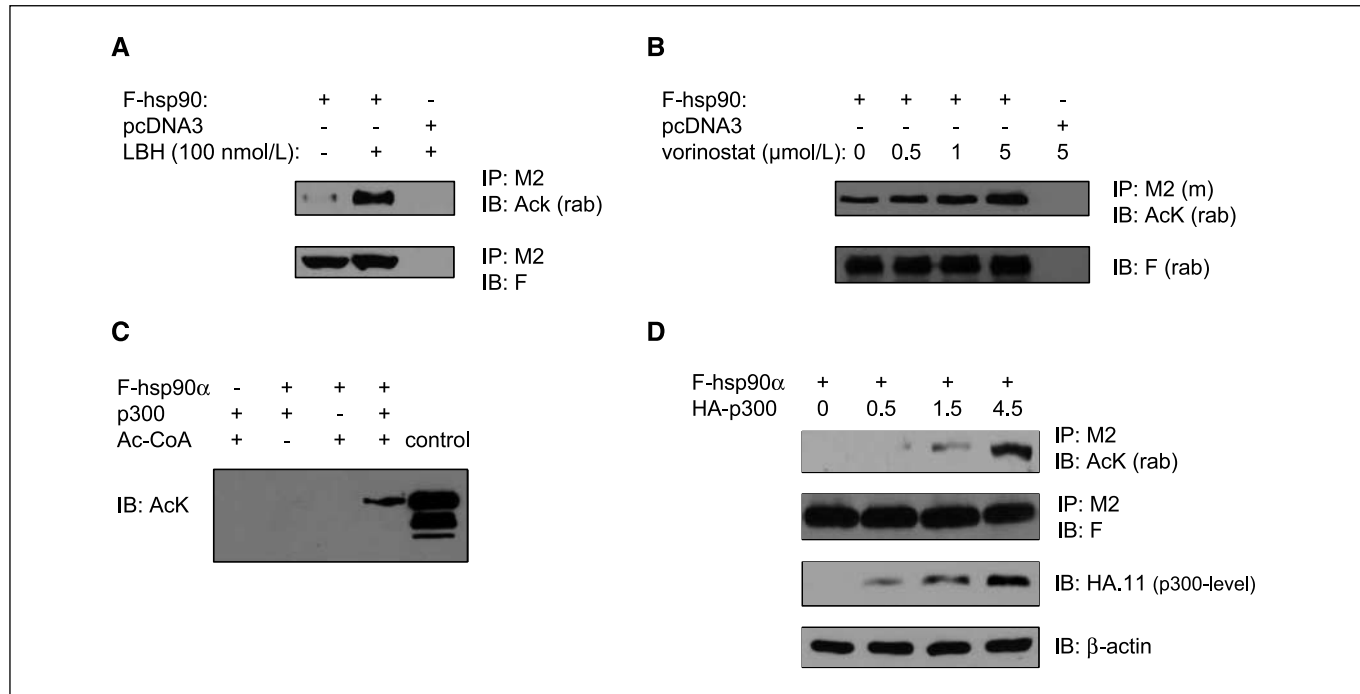 A
F-hsp90: + + -
pcDNA3 - - +
LBH (100 nmol/L): - + +
IP: M2
IB: Ack (rab)
IP: M2
IB: F
B
F-hsp90: + + + + -
pcDNA3 - - - - +
vorinostat (μmol/L): 0 0.5 1 5 5
IP: M2 (m)
IB: AcK (rab)
IB: F (rab)
C
F-hsp90α - + + +
p300 + + - +
Ac-CoA + - + + control
IB: AcK
D
F-hsp90α + + + +
HA-p300 0 0.5 1.5 4.5
IP: M2
IB: AcK (rab)
IP: M2
IB: F
IB: HA.11 (p300-level)
IB: β-actin